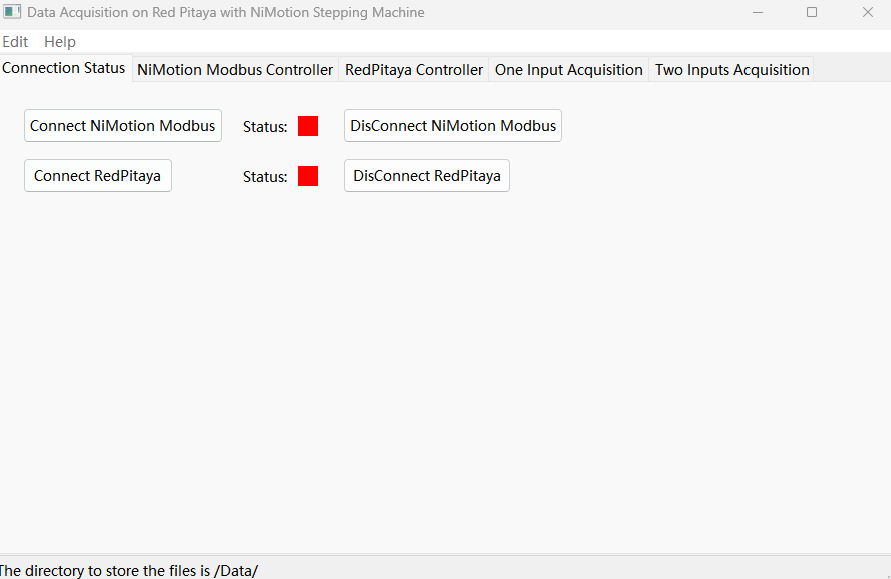 Data Acquisition on Red Pitaya with NiMotion Stepping Machine
Edit Help
Connection Status NiMotion Modbus Controller RedPitaya Controller One Input Acquisition Two Inputs Acquisition
Connect NiMotion Modbus Status: DisConnect NiMotion Modbus
Connect RedPitaya Status: DisConnect RedPitaya
The directory to store the files is /Data/